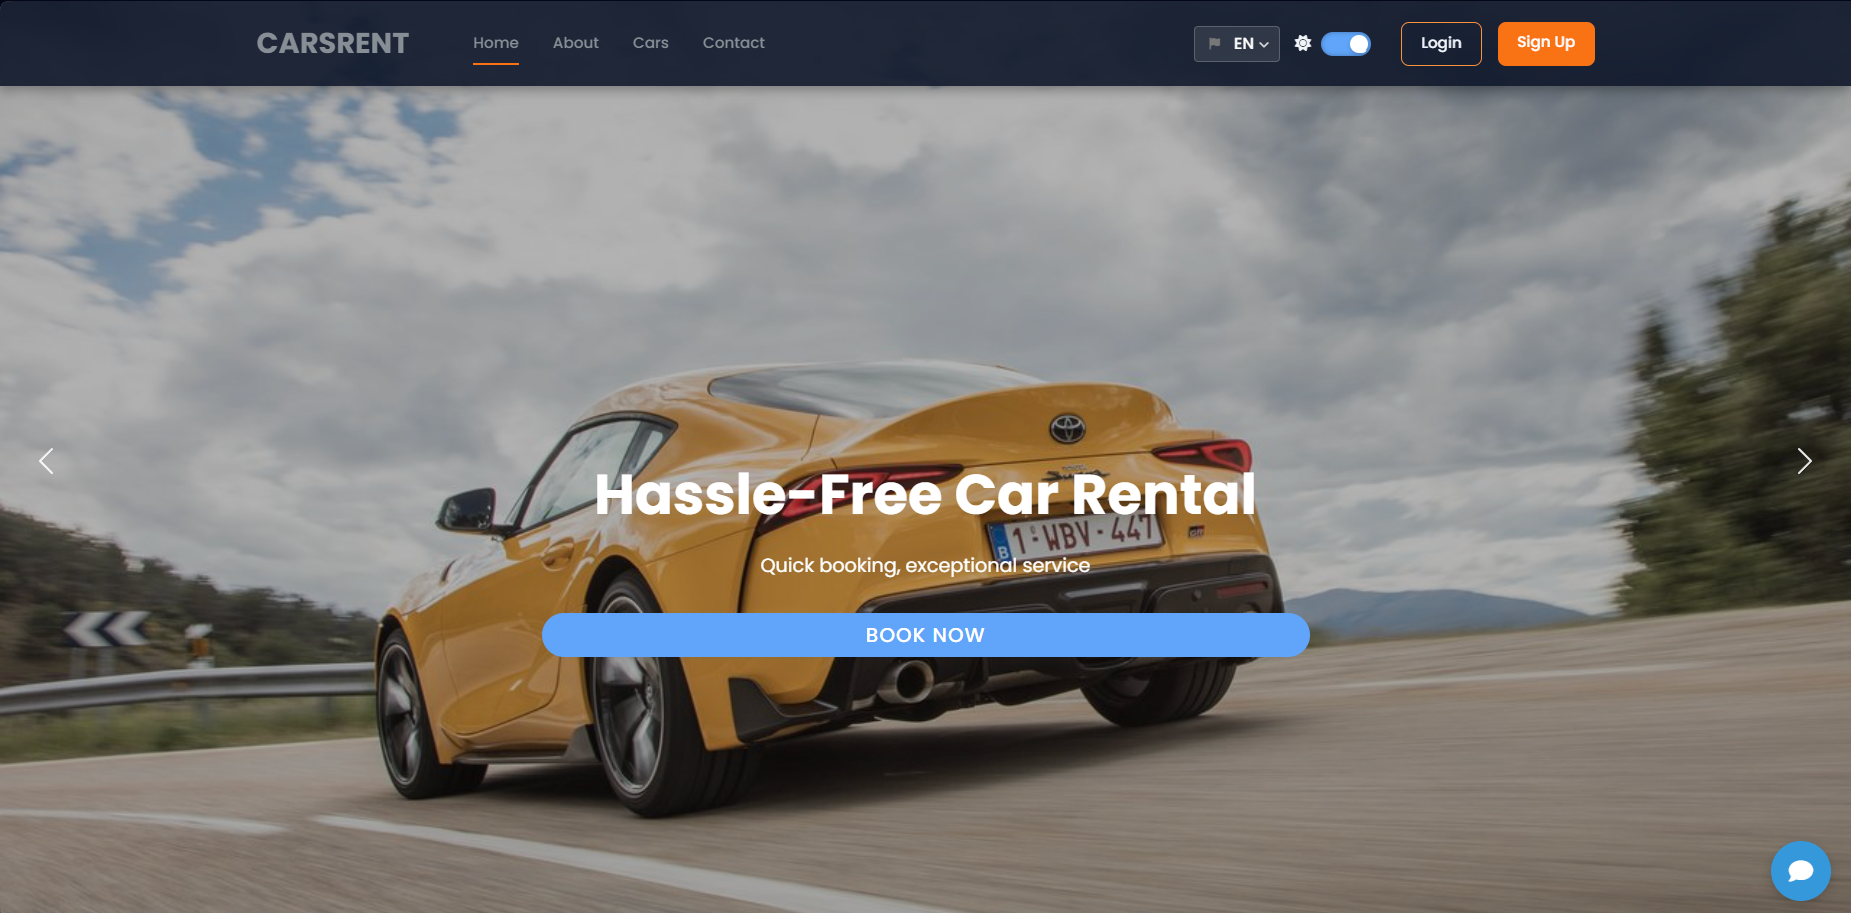 CARSRENT
Home
About
Cars
Contact
EN
Login
Sign Up
Hassle-Free Car Rental
1-WBV-447
B
GR
Quick booking, exceptional service
BOOK NOW